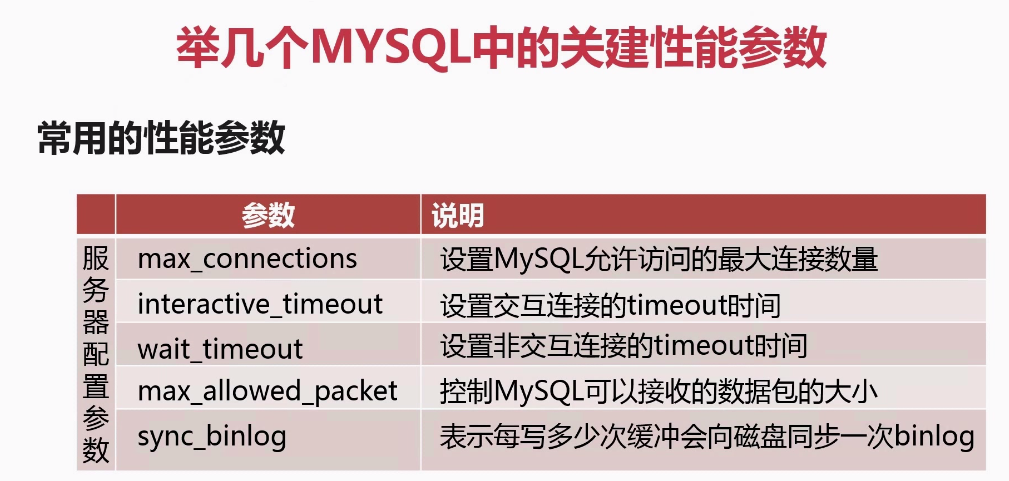 举几个MYSQL中的关建性能参数
常用的性能参数
参数 说明
服务器配置参数
max_connections 设置MySQL允许访问的最大连接数量
interactive_timeout 设置交互连接的timeout时间
wait_timeout 设置非交互连接的timeout时间
max_allowed_packet 控制MySQL可以接收的数据包的大小
sync_binlog 表示每写多少次缓冲会向磁盘同步一次binlog